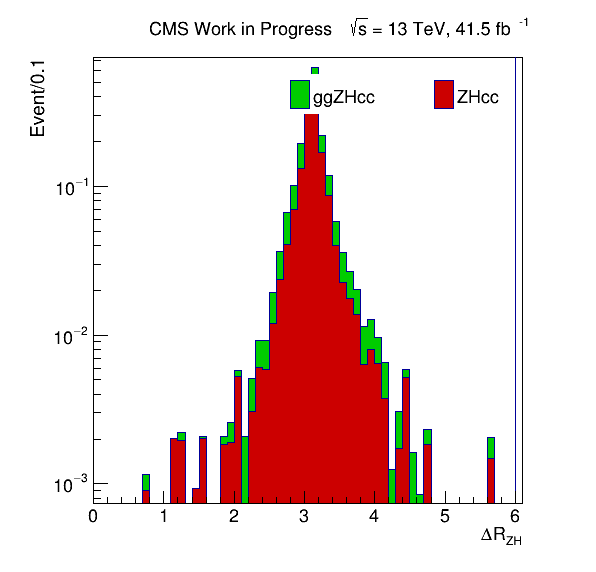 CMS Work in Progress √s = 13 TeV, 41.5 fb⁻¹
Event/0.1
ggZHcc ZHcc
10⁻¹
10⁻²
10⁻³
0 1 2 3 4 5 6
ΔR_ZH